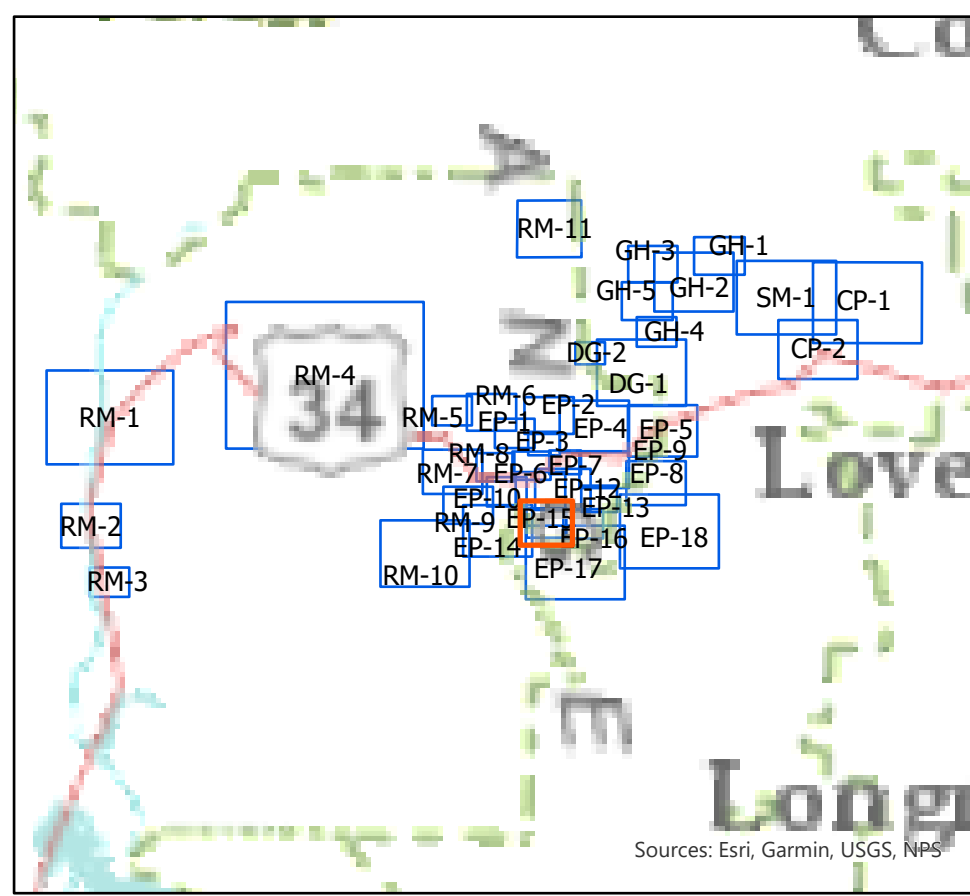 Co
A
RM-11
GH-1
GH-3
GH-2
GH-5
SM-1
CP-1
N
GH-4
DG-2
CP-2
RM-4
34
DG-1
RM-6
EP-2
RM-5
RM-1
EP-1
EP-4
EP-5
EP-3
EP-9
RM-8
RM-7
EP-6
EP-7
EP-8
Love
EP-12
EP-10
EP-13
RM-9
EP-15
RM-2
EP-14
EP-16
EP-18
EP-17
RM-10
RM-3
E
Longm
Sources: Esri, Garmin, USGS, NPS